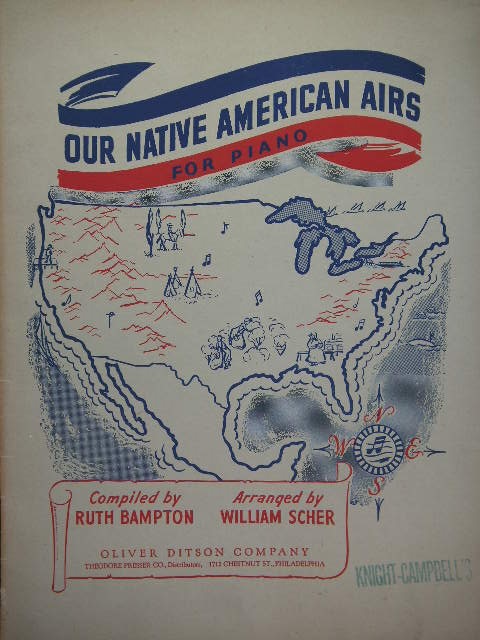 OUR NATIVE AMERICAN AIRS
FOR PIANO
N
W
E
S
Compiled by
RUTH BAMPTON
Arranged by
WILLIAM SCHER
OLIVER DITSON COMPANY
THEODORE PRESSER CO., Distributors, 1712 CHESTNUT ST., PHILADELPHIA
KNIGHT-CAMPBELL'S